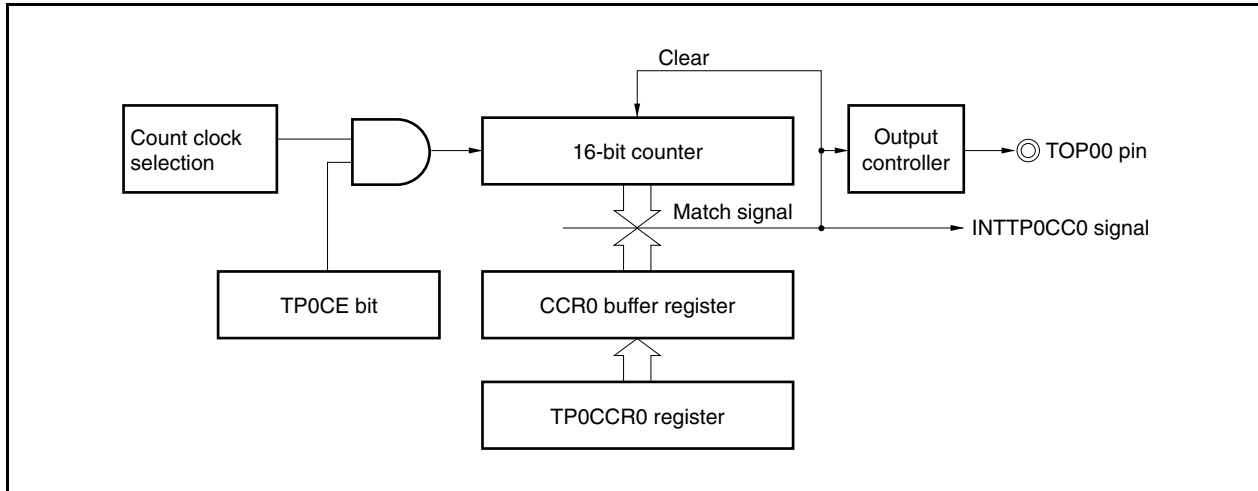 Clear
Count clock
selection
16-bit counter
Output
controller
TOP00 pin
Match signal
INTTP0CC0 signal
TP0CE bit
CCR0 buffer register
TP0CCR0 register